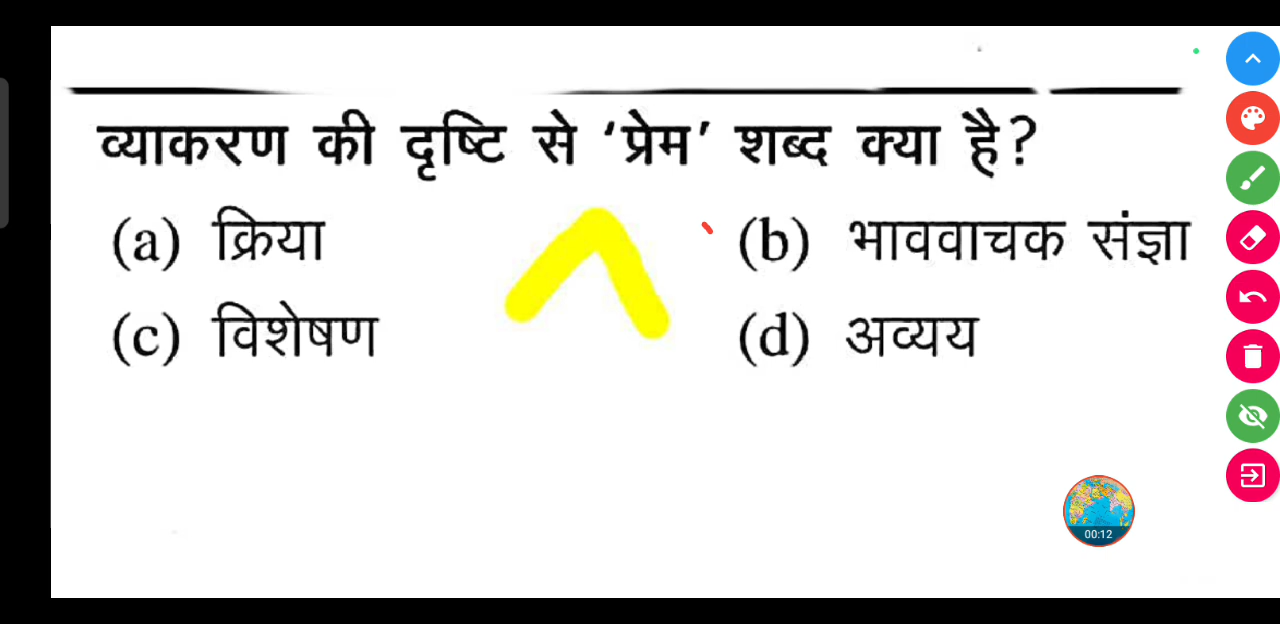 व्याकरण की दृष्टि से ‘प्रेम’ शब्द क्या है?
(a) क्रिया (b) भाववाचक संज्ञा
(c) विशेषण (d) अव्यय
00:12